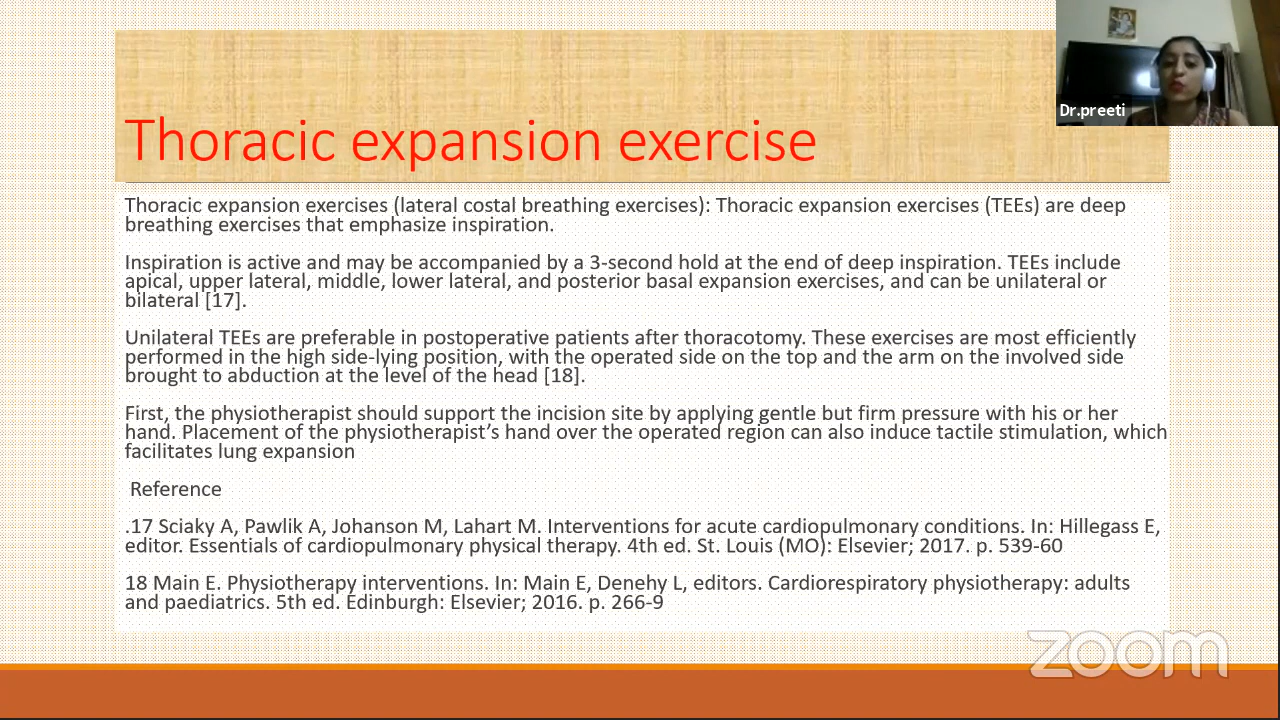 Dr.preeti
Thoracic expansion exercise
Thoracic expansion exercises (lateral costal breathing exercises): Thoracic expansion exercises (TEEs) are deep
breathing exercises that emphasize inspiration.
Inspiration is active and may be accompanied by a 3-second hold at the end of deep inspiration. TEEs include
apical, upper lateral, middle, lower lateral, and posterior basal expansion exercises, and can be unilateral or
bilateral [17].
Unilateral TEEs are preferable in postoperative patients after thoracotomy. These exercises are most efficiently
performed in the high side-lying position, with the operated side on the top and the arm on the involved side
brought to abduction at the level of the head [18].
First, the physiotherapist should support the incision site by applying gentle but firm pressure with his or her
hand. Placement of the physiotherapist’s hand over the operated region can also induce tactile stimulation, which
facilitates lung expansion
Reference
.17 Sciaky A, Pawlik A, Johanson M, Lahart M. Interventions for acute cardiopulmonary conditions. In: Hillegass E,
editor. Essentials of cardiopulmonary physical therapy. 4th ed. St. Louis (MO): Elsevier; 2017. p. 539-60
18 Main E. Physiotherapy interventions. In: Main E, Denehy L, editors. Cardiorespiratory physiotherapy: adults
and paediatrics. 5th ed. Edinburgh: Elsevier; 2016. p. 266-9
zoom